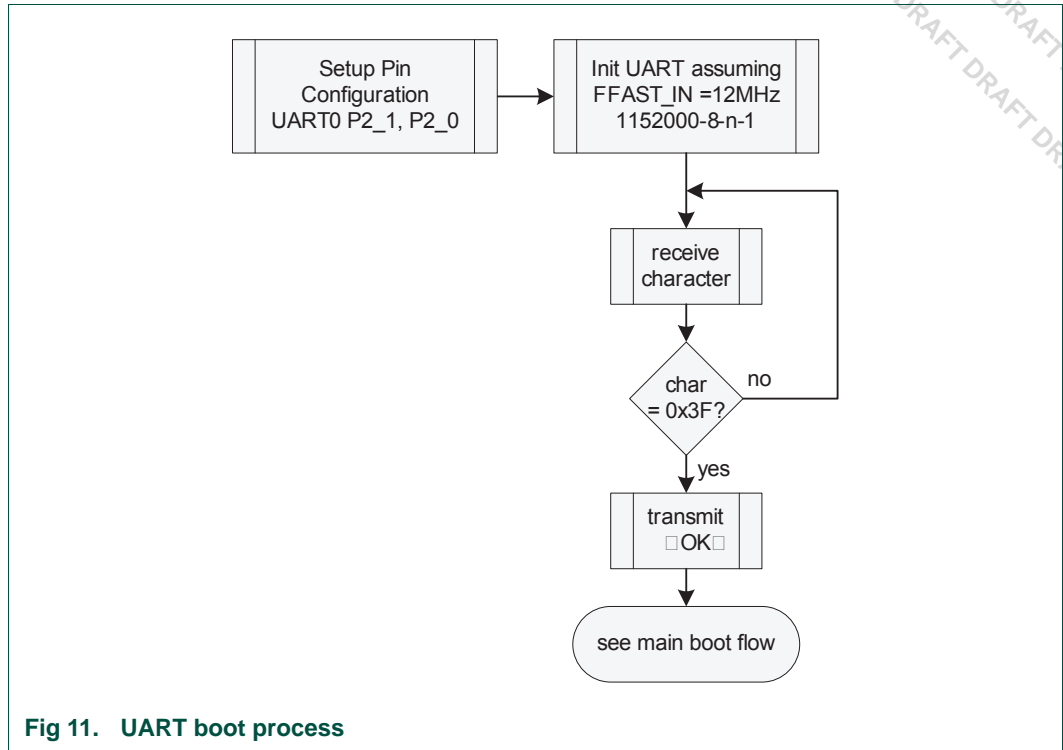 Setup Pin
Configuration
UART0 P2_1, P2_0
Init UART assuming
FFAST_IN =12MHz
1152000-8-n-1
receive
character
char
= 0x3F?
no
yes
transmit
□OK□
see main boot flow
Fig 11. UART boot process
DRAFT DRAFT DRA
DRAFT